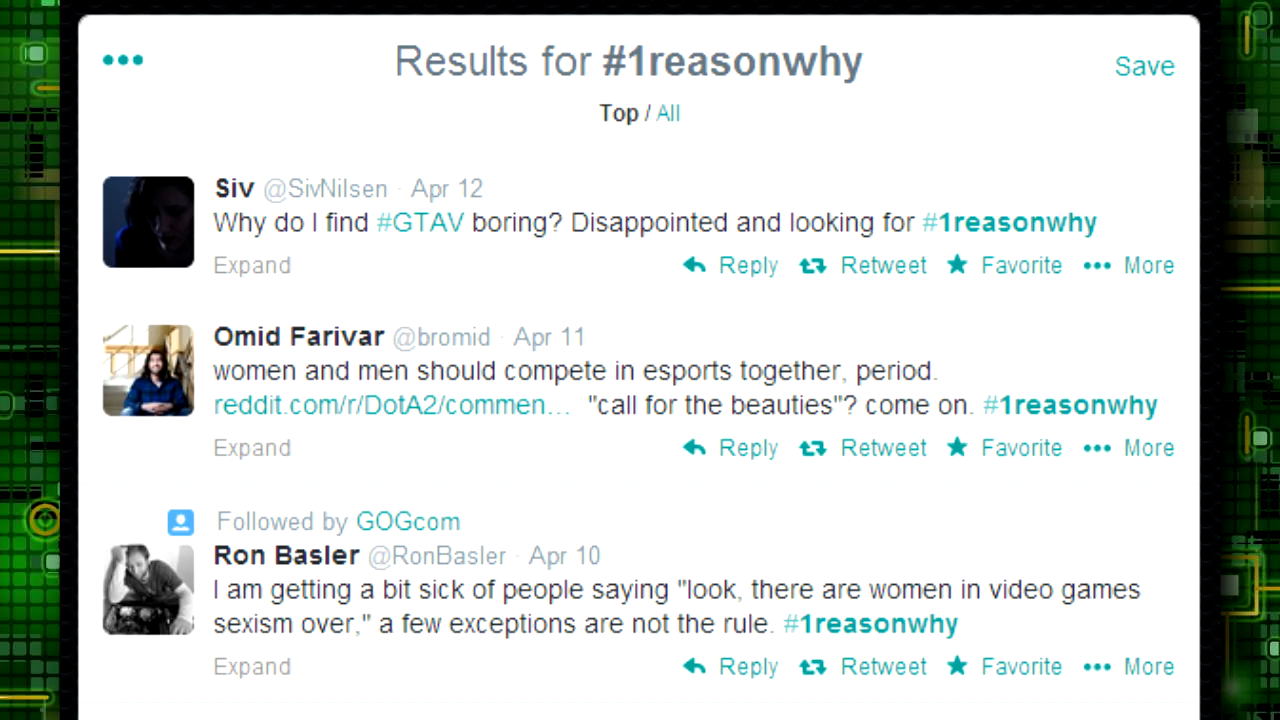 Results for #1reasonwhy
Save
Top / All
Siv @SivNilsen · Apr 12
Why do I find #GTAV boring? Disappointed and looking for #1reasonwhy
Expand Reply Retweet Favorite More
Omid Farivar @bromid · Apr 11
women and men should compete in esports together, period.
reddit.com/r/DotA2/commen… "call for the beauties"? come on. #1reasonwhy
Expand Reply Retweet Favorite More
Followed by GOGcom
Ron Basler @RonBasler · Apr 10
I am getting a bit sick of people saying "look, there are women in video games
sexism over," a few exceptions are not the rule. #1reasonwhy
Expand Reply Retweet Favorite More